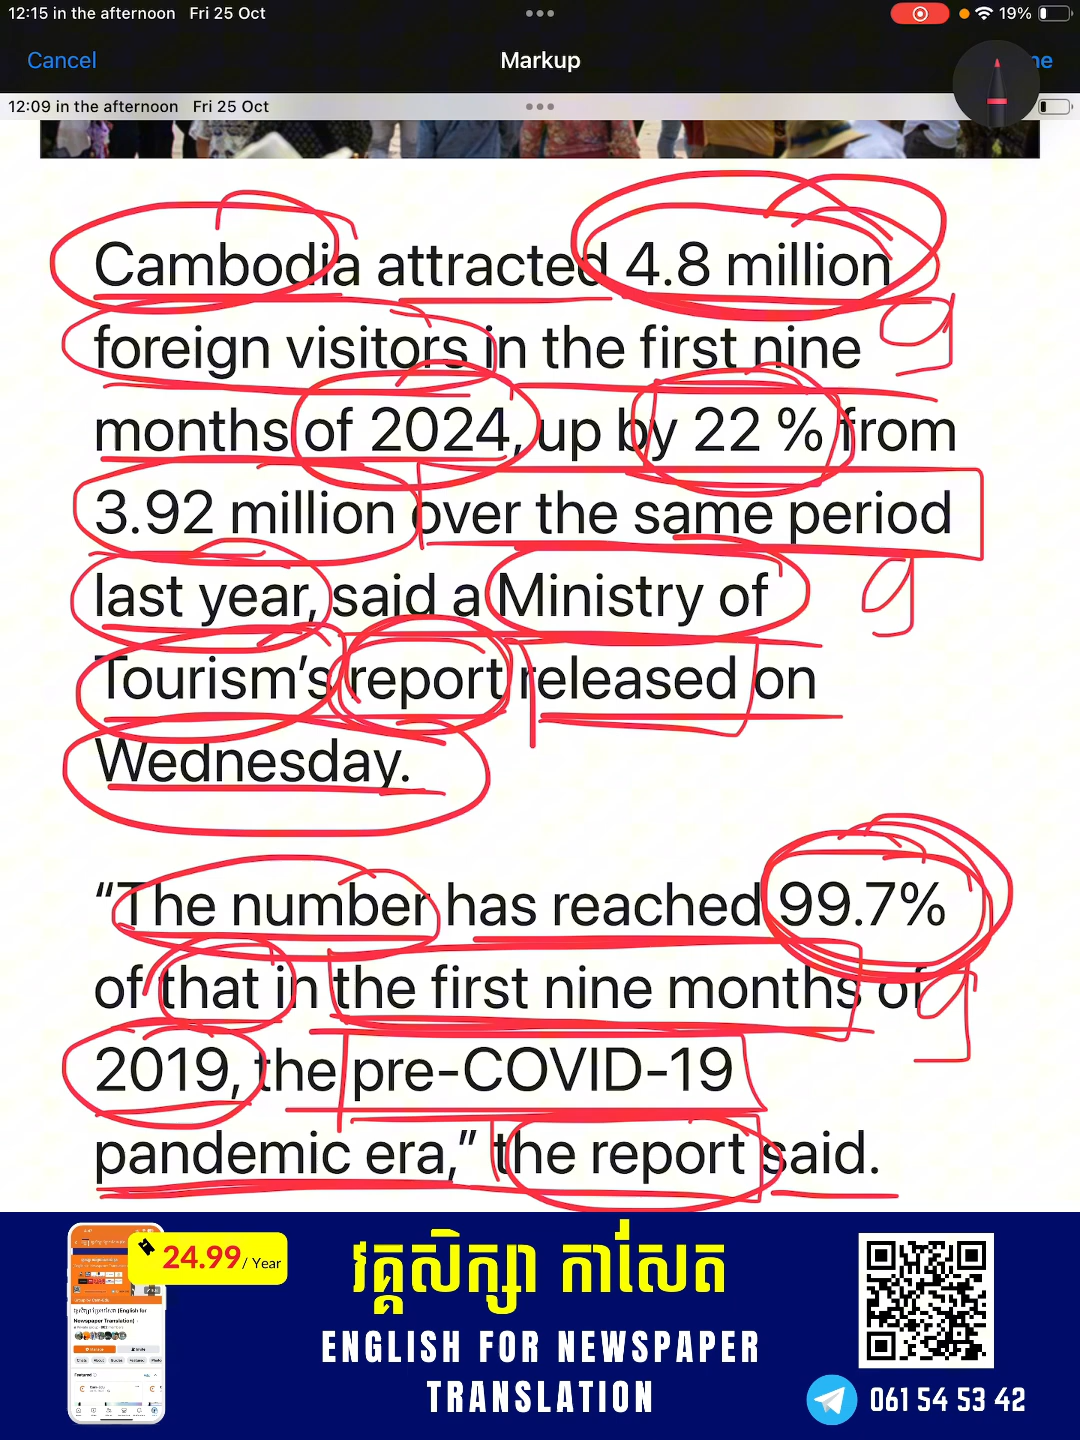 12:15 in the afternoon Fri 25 Oct
19%
Cancel
Markup
ne
12:09 in the afternoon Fri 25 Oct
Cambodia attracted 4.8 million
foreign visitors in the first nine
months of 2024, up by 22 % from
3.92 million over the same period
last year, said a Ministry of
Tourism’s report released on
Wednesday.
“The number has reached 99.7%
of that in the first nine months of
2019, the pre-COVID-19
pandemic era,” the report said.
24.99/ Year
វគ្គសិក្សា កាសែត
ENGLISH FOR NEWSPAPER
TRANSLATION
061 54 53 42
Newspaper Translation)
Featured